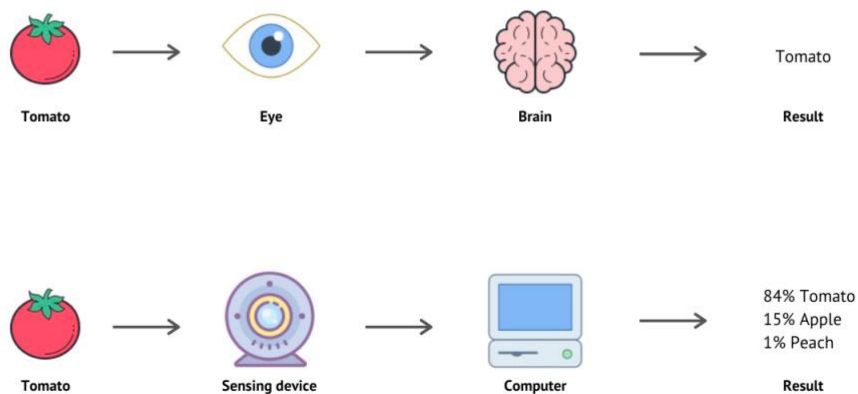 Tomato
Tomato
Eye
Brain
Result
84% Tomato
15% Apple
1% Peach
Tomato
Sensing device
Computer
Result